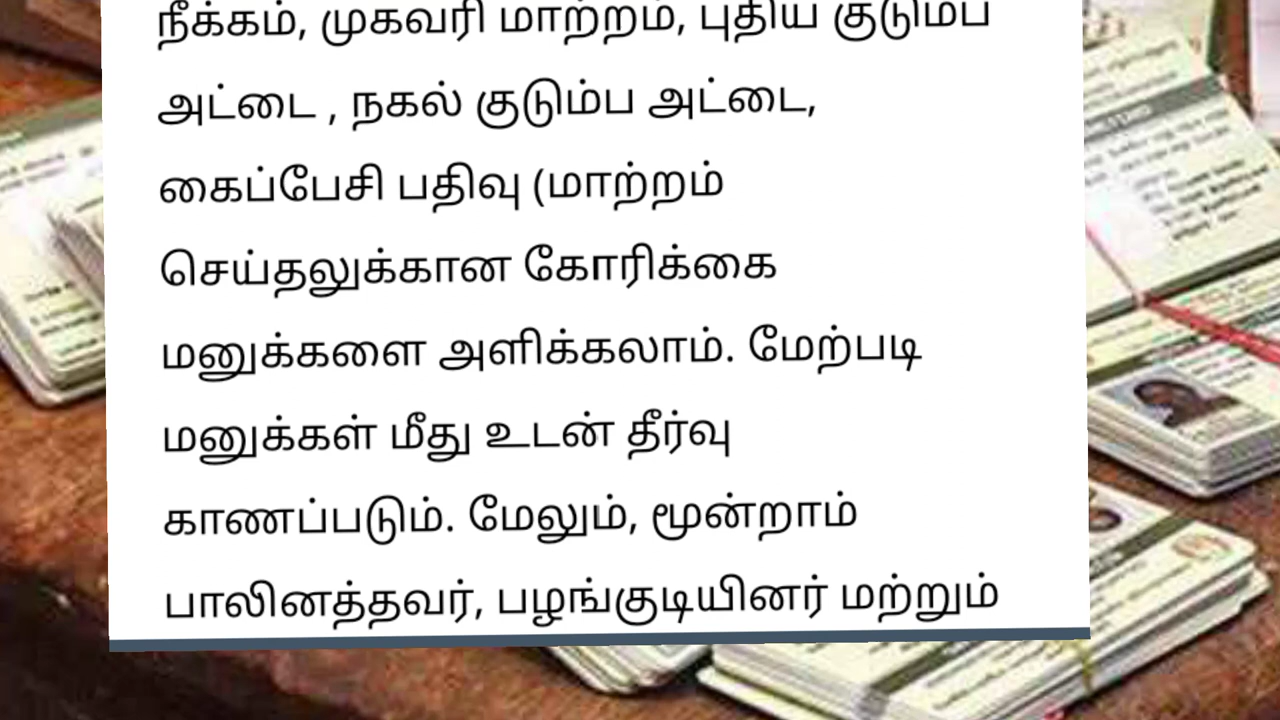 நீக்கம், முகவரி மாற்றம், புதிய குடும்ப
அட்டை , நகல் குடும்ப அட்டை,
கைப்பேசி பதிவு (மாற்றம்
செய்தலுக்கான கோரிக்கை
மனுக்களை அளிக்கலாம். மேற்படி
மனுக்கள் மீது உடன் தீர்வு
காணப்படும். மேலும், மூன்றாம்
பாலினத்தவர், பழங்குடியினர் மற்றும்